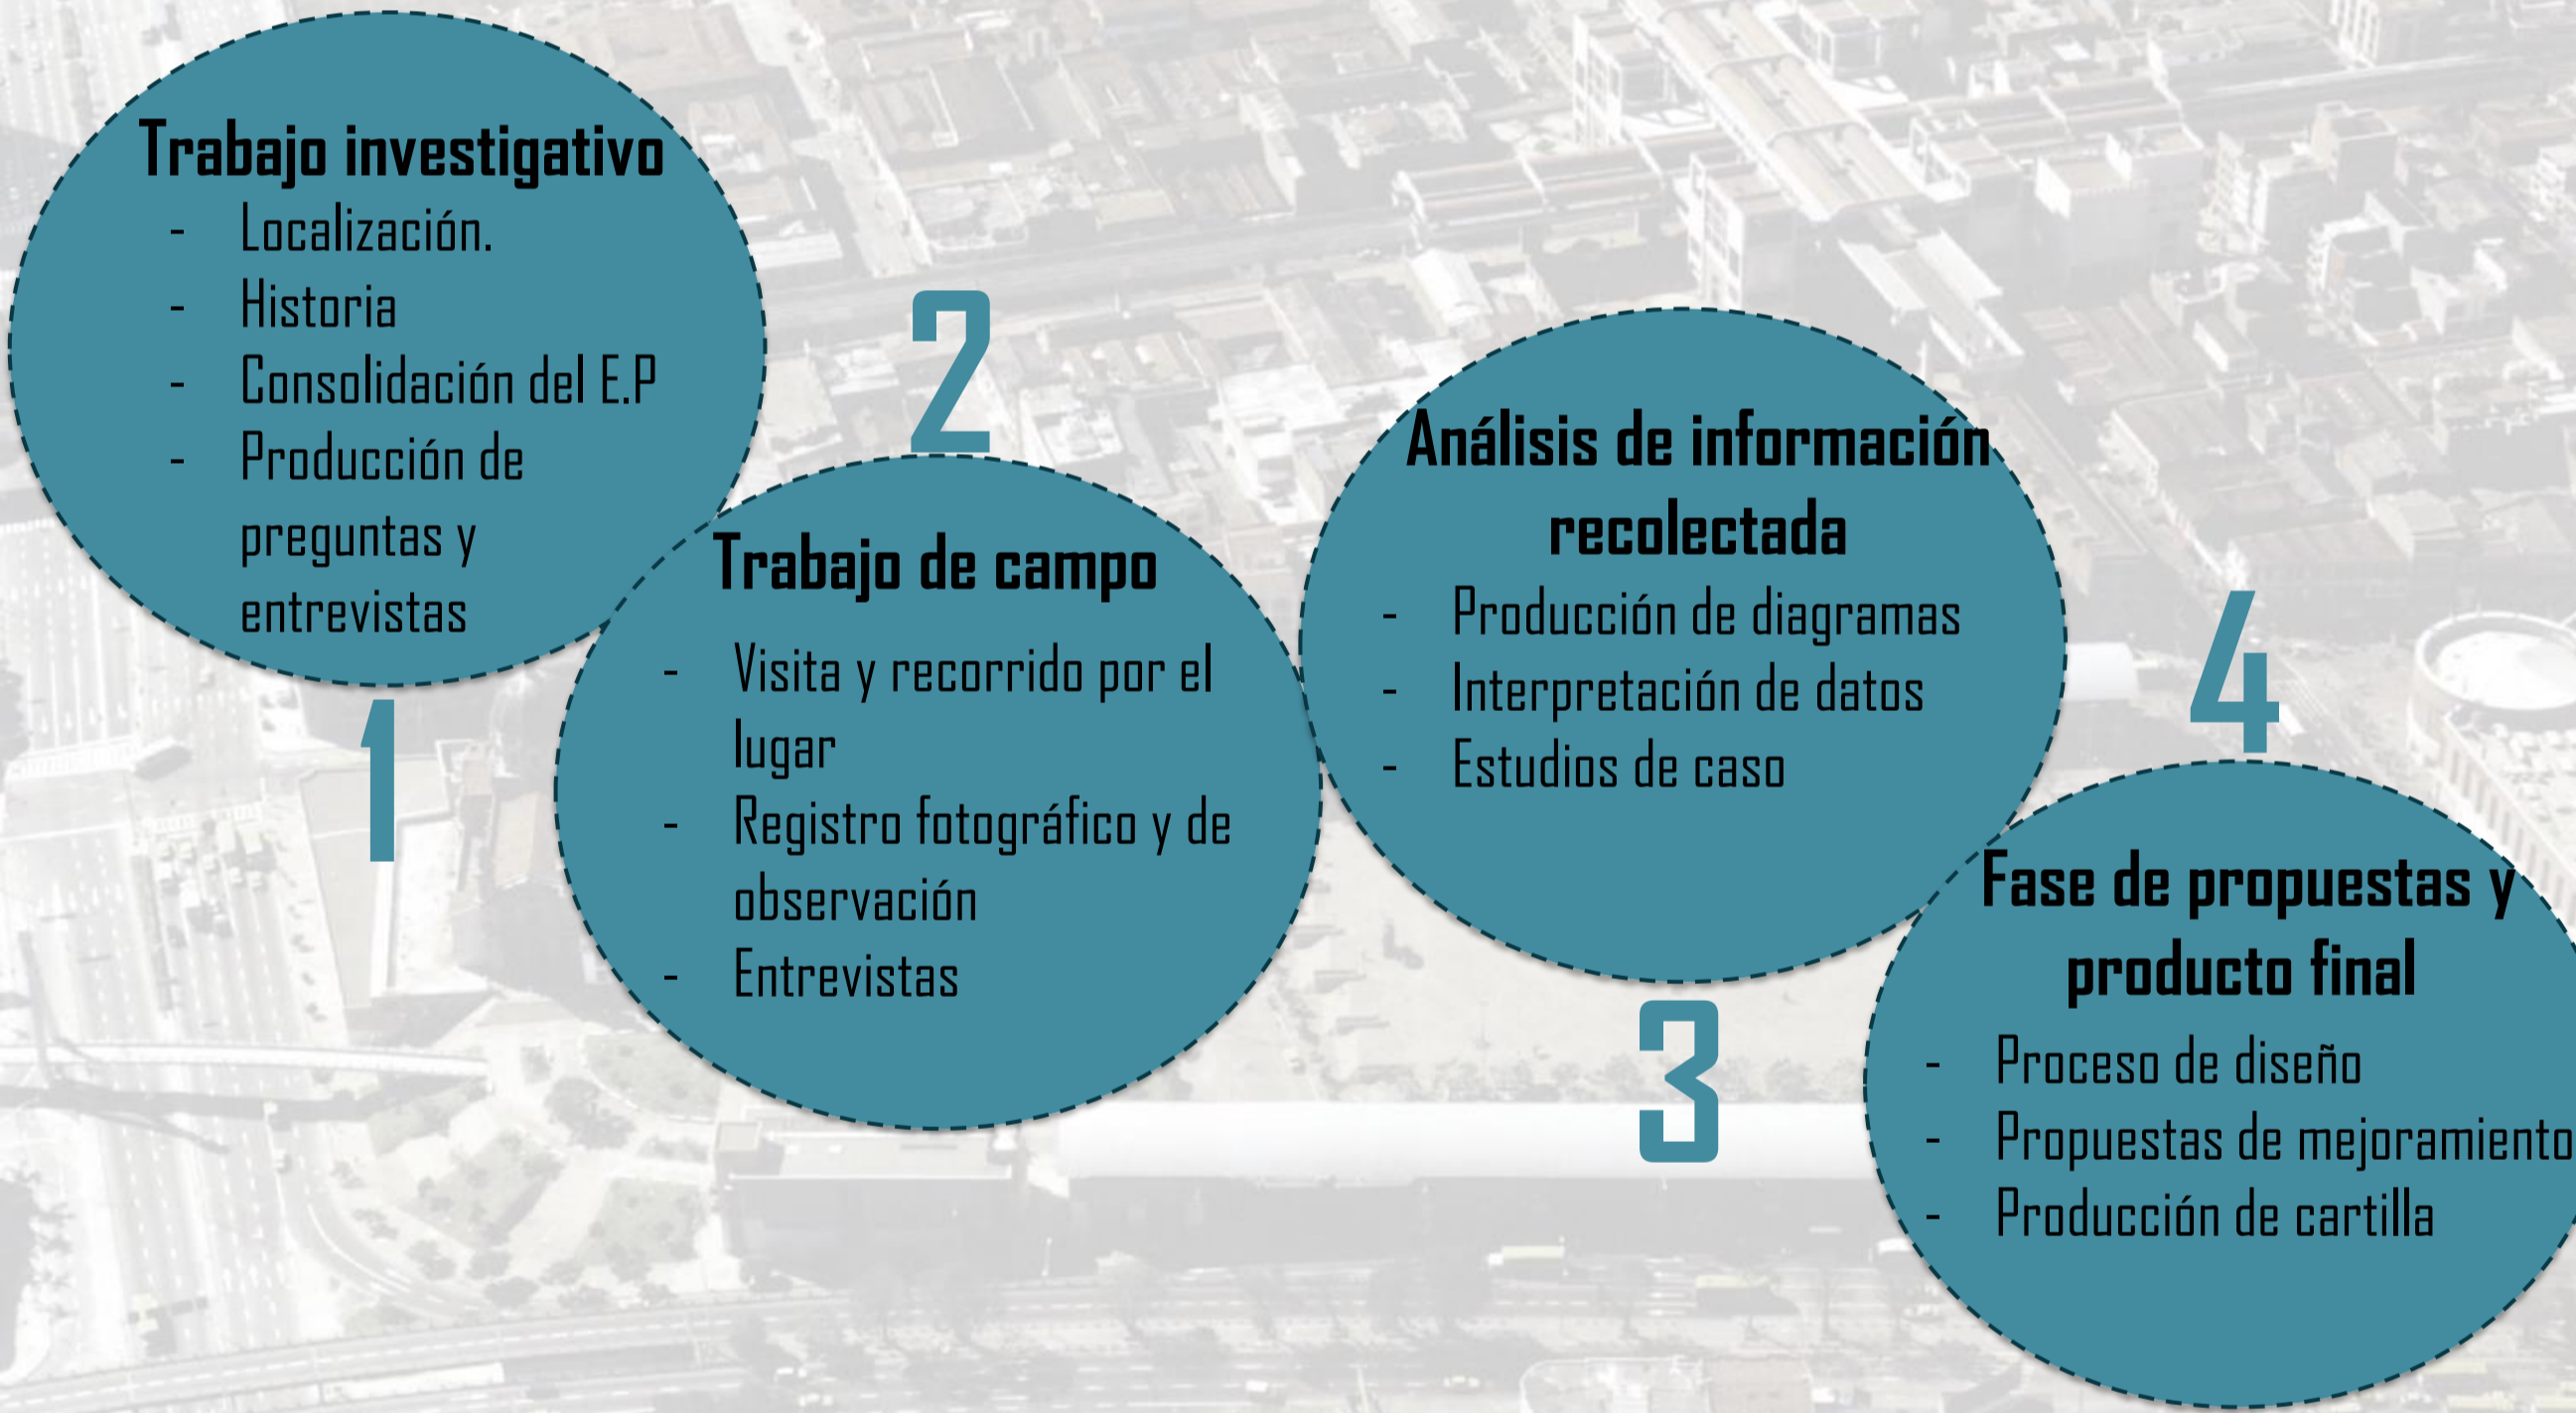 Trabajo investigativo
- Localización.
- Historia
- Consolidación del E.P
- Producción de
preguntas y
entrevistas
1
2
Trabajo de campo
- Visita y recorrido por el
lugar
- Registro fotográfico y de
observación
- Entrevistas
Análisis de información
recolectada
- Producción de diagramas
- Interpretación de datos
- Estudios de caso
3
4
Fase de propuestas y
producto final
- Proceso de diseño
- Propuestas de mejoramiento
- Producción de cartilla